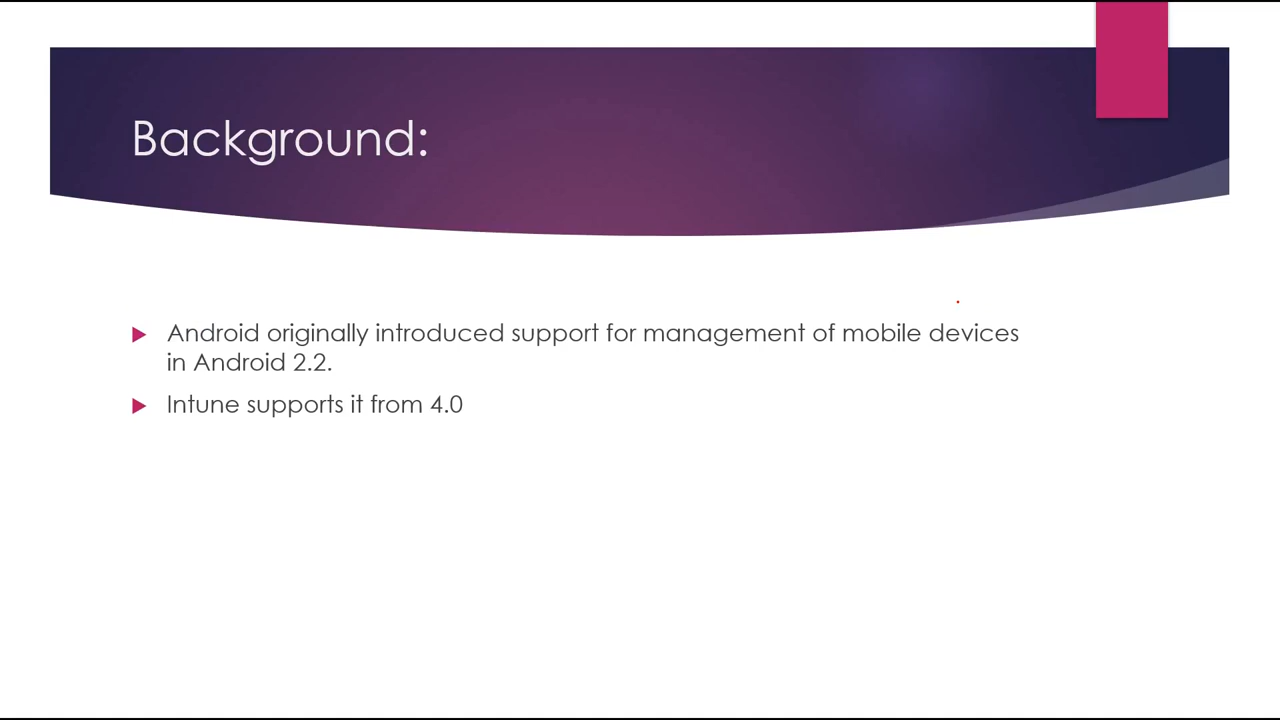 Background:
Android originally introduced support for management of mobile devices
in Android 2.2.
Intune supports it from 4.0